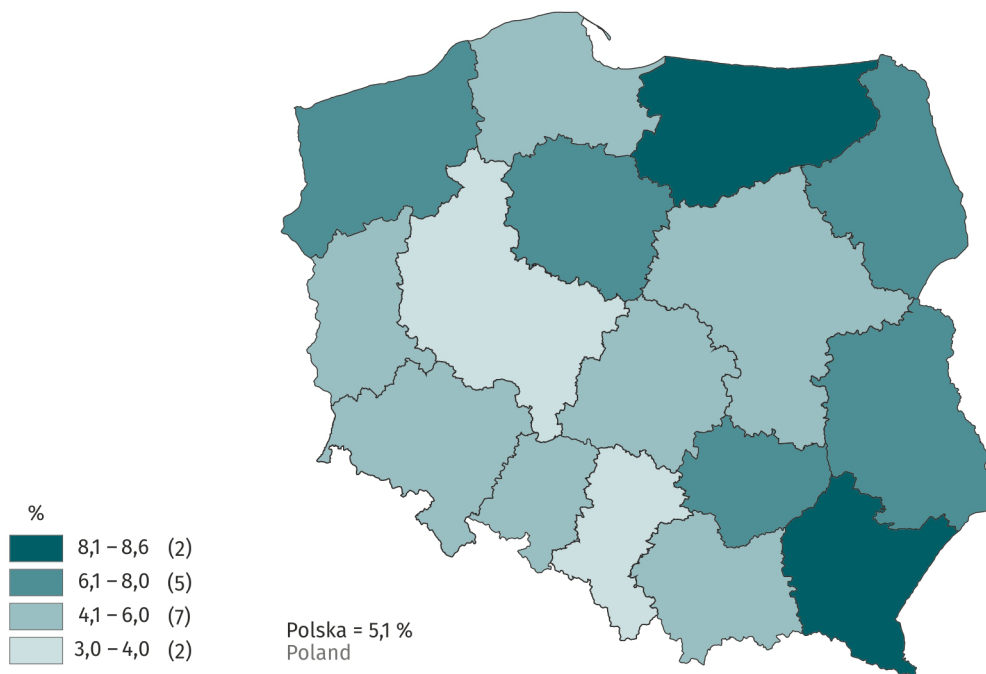 %
8,1 – 8,6 (2)
6,1 – 8,0 (5)
4,1 – 6,0 (7)
3,0 – 4,0 (2)
Polska = 5,1 %
Poland